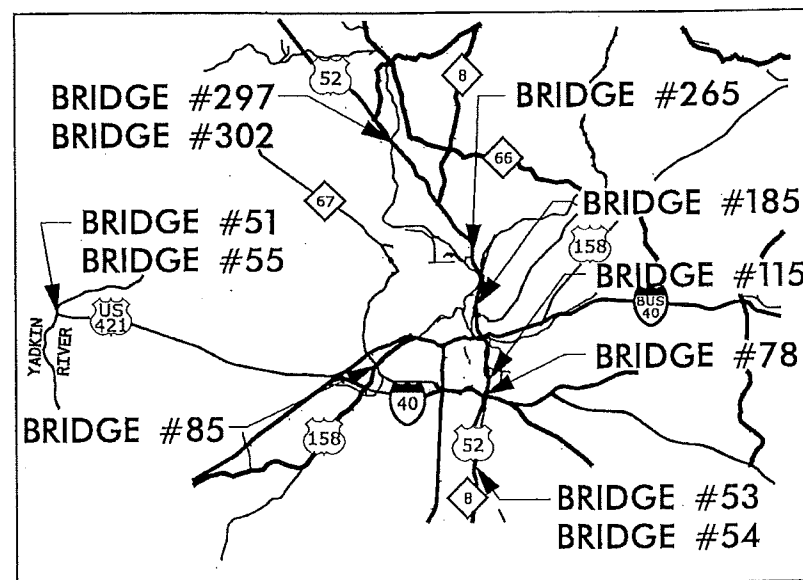 52
8
BRIDGE #297
BRIDGE #302
BRIDGE #265
66
67
BRIDGE #185
BRIDGE #51
BRIDGE #55
158
BRIDGE #115
US
421
BUS
40
YADKIN
RIVER
BRIDGE #78
40
BRIDGE #85
158
52
8
BRIDGE #53
BRIDGE #54